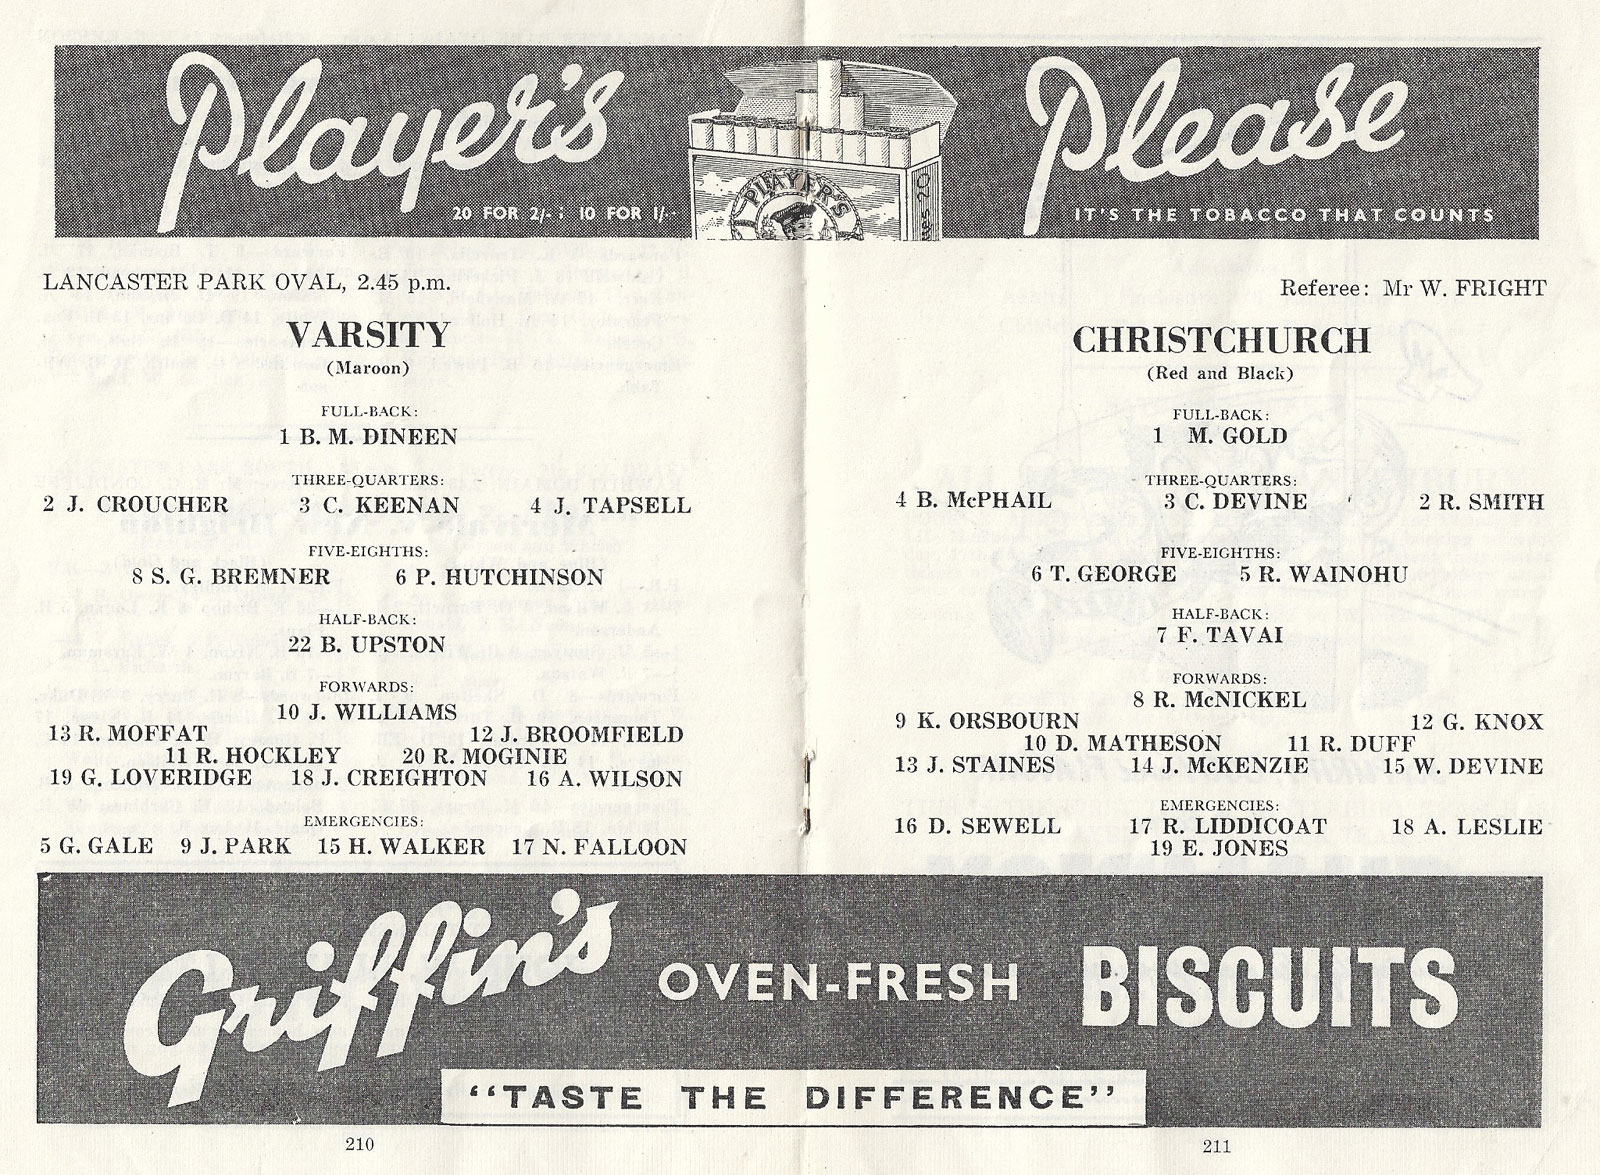 Player's Please
20 FOR 2/- ; 10 FOR 1/-
PLAYER'S
20
IT'S THE TOBACCO THAT COUNTS
LANCASTER PARK OVAL, 2.45 p.m.
VARSITY
(Maroon)
FULL-BACK:
1 B. M. DINEEN
THREE-QUARTERS:
2 J. CROUCHER 3 C. KEENAN 4 J. TAPSELL
FIVE-EIGHTHS:
8 S. G. BREMNER 6 P. HUTCHINSON
HALF-BACK:
22 B. UPSTON
FORWARDS:
10 J. WILLIAMS
13 R. MOFFAT 12 J. BROOMFIELD
11 R. HOCKLEY 20 R. MOGINIE
19 G. LOVERIDGE 18 J. CREIGHTON 16 A. WILSON
EMERGENCIES:
5 G. GALE 9 J. PARK 15 H. WALKER 17 N. FALLOON
Referee: Mr W. FRIGHT
CHRISTCHURCH
(Red and Black)
FULL-BACK:
1 M. GOLD
THREE-QUARTERS:
4 B. McPHAIL 3 C. DEVINE 2 R. SMITH
FIVE-EIGHTHS:
6 T. GEORGE 5 R. WAINOHU
HALF-BACK:
7 F. TAVAI
FORWARDS:
8 R. McNICKEL
9 K. ORSBOURN 12 G. KNOX
10 D. MATHESON 11 R. DUFF
13 J. STAINES 14 J. McKENZIE 15 W. DEVINE
EMERGENCIES:
16 D. SEWELL 17 R. LIDDICOAT 18 A. LESLIE
19 E. JONES
Griffin's OVEN-FRESH BISCUITS
"TASTE THE DIFFERENCE"
210
211